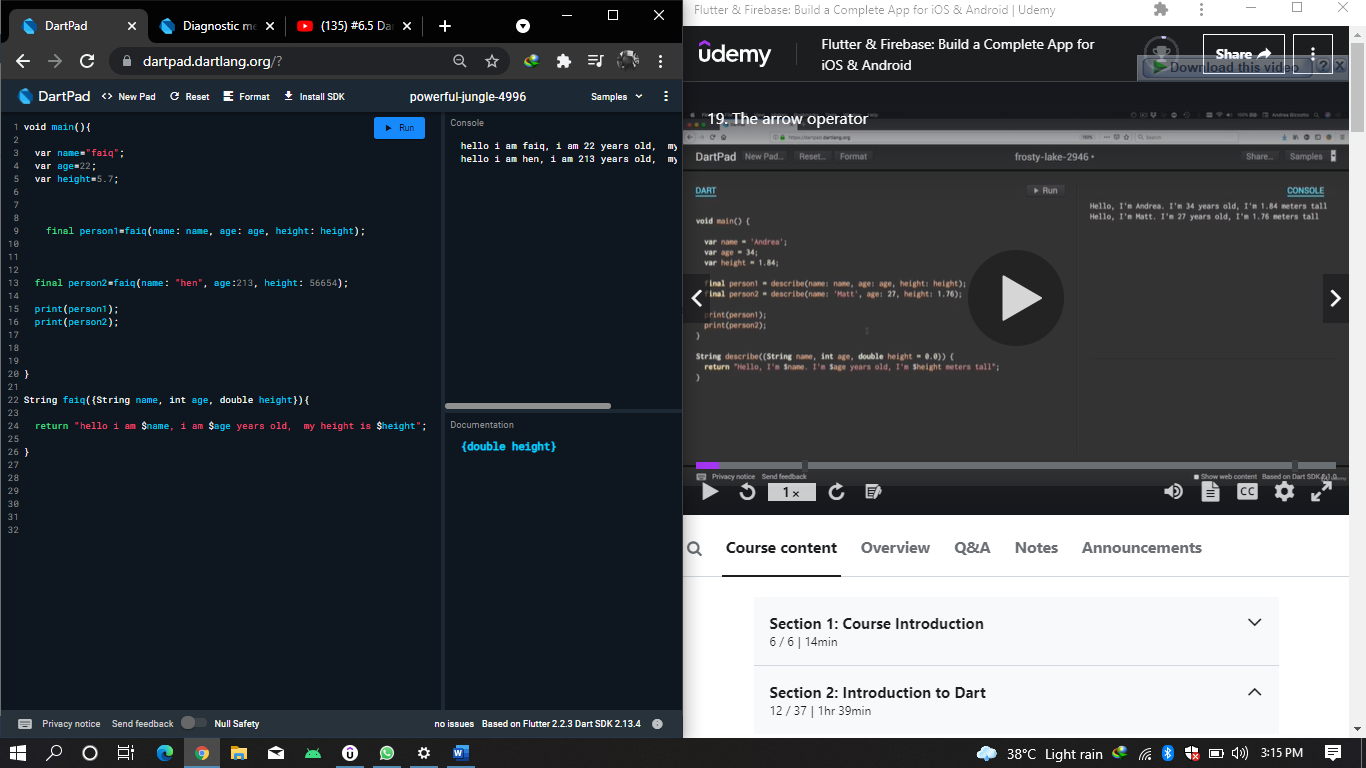 DartPad
Diagnostic me
(135) #6.5 Dar
dartpad.dartlang.org/?
DartPad
New Pad
Reset
Format
Install SDK
powerful-jungle-4996
Samples
Run
1 void main(){
2
3 var name="faiq";
4 var age=22;
5 var height=5.7;
6
7
8
9 final person1=faiq(name: name, age: age, height: height);
10
11
12
13 final person2=faiq(name: "hen", age:213, height: 56654);
14
15 print(person1);
16 print(person2);
17
18
19
20 }
21
22 String faiq({String name, int age, double height}){
23
24 return "hello i am $name, i am $age years old,  my height is $height";
25
26 }
27
28
29
30
31
32
Console
hello i am faiq, i am 22 years old,  my
hello i am hen, i am 213 years old,  my
Documentation
{double height}
Privacy notice
Send feedback
Null Safety
no issues
Based on Flutter 2.2.3 Dart SDK 2.13.4
Flutter & Firebase: Build a Complete App for iOS & Android | Udemy
udemy
Flutter & Firebase: Build a Complete App for
iOS & Android
Share
Download this video
?
X
19. The arrow operator
Andrea Bizzotto
https://dartpad.dartlang.org
Search
DartPad
New Pad...
Reset...
Format
frosty-lake-2946 •
Share...
Samples
DART
Run
CONSOLE
Hello, I'm Andrea. I'm 34 years old, I'm 1.84 meters tall
Hello, I'm Matt. I'm 27 years old, I'm 1.76 meters tall
void main() {
var name = 'Andrea';
var age = 34;
var height = 1.84;
final person1 = describe(name: name, age: age, height: height);
final person2 = describe(name: 'Matt', age: 27, height: 1.76);
print(person1);
print(person2);
}
String describe({String name, int age, double height = 0.0}) {
return "Hello, I'm $name. I'm $age years old, I'm $height meters tall";
}
Privacy notice
Send feedback
Show web content
Based on Dart SDK 2.1.0
1 x
CC
Course content
Overview
Q&A
Notes
Announcements
Section 1: Course Introduction
6 / 6 | 14min
Section 2: Introduction to Dart
12 / 37 | 1hr 39min
38°C
Light rain
3:15 PM